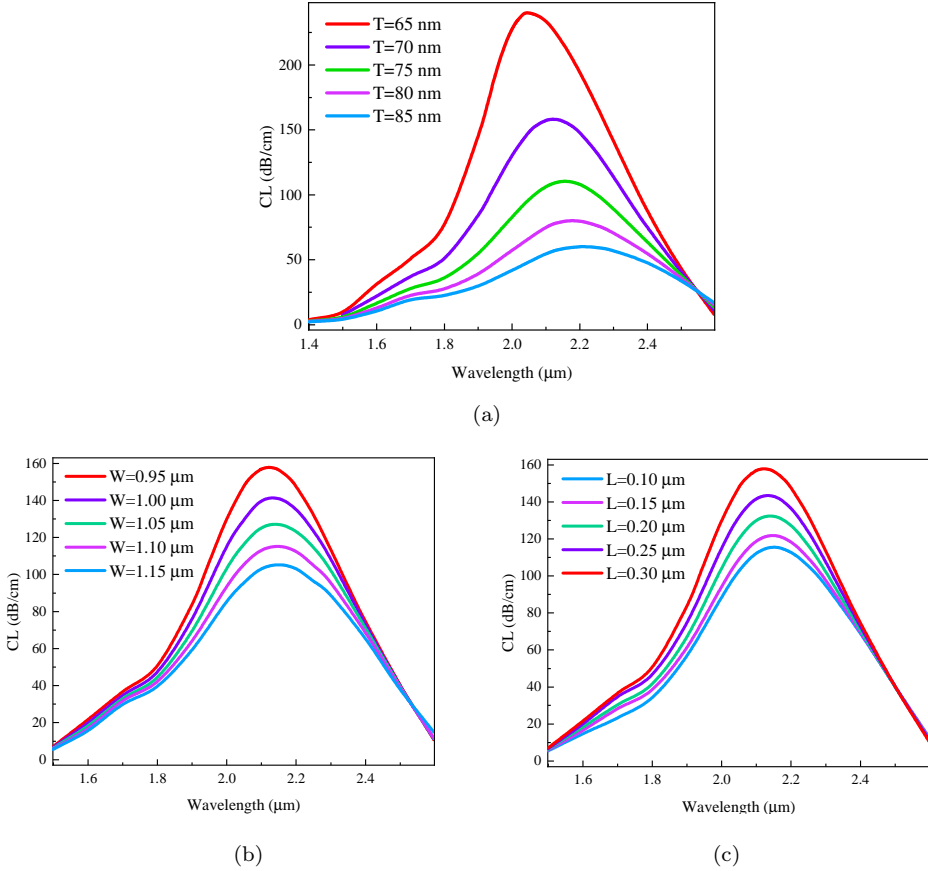 T=65 nm
T=70 nm
T=75 nm
T=80 nm
T=85 nm
CL (dB/cm)
200
150
100
50
0
1.4 1.6 1.8 2.0 2.2 2.4
Wavelength (μm)
(a)
W=0.95 μm
W=1.00 μm
W=1.05 μm
W=1.10 μm
W=1.15 μm
CL (dB/cm)
160
140
120
100
80
60
40
20
0
1.6 1.8 2.0 2.2 2.4
Wavelength (μm)
(b)
L=0.10 μm
L=0.15 μm
L=0.20 μm
L=0.25 μm
L=0.30 μm
CL (dB/cm)
160
140
120
100
80
60
40
20
0
1.6 1.8 2.0 2.2 2.4
Wavelength (μm)
(c)